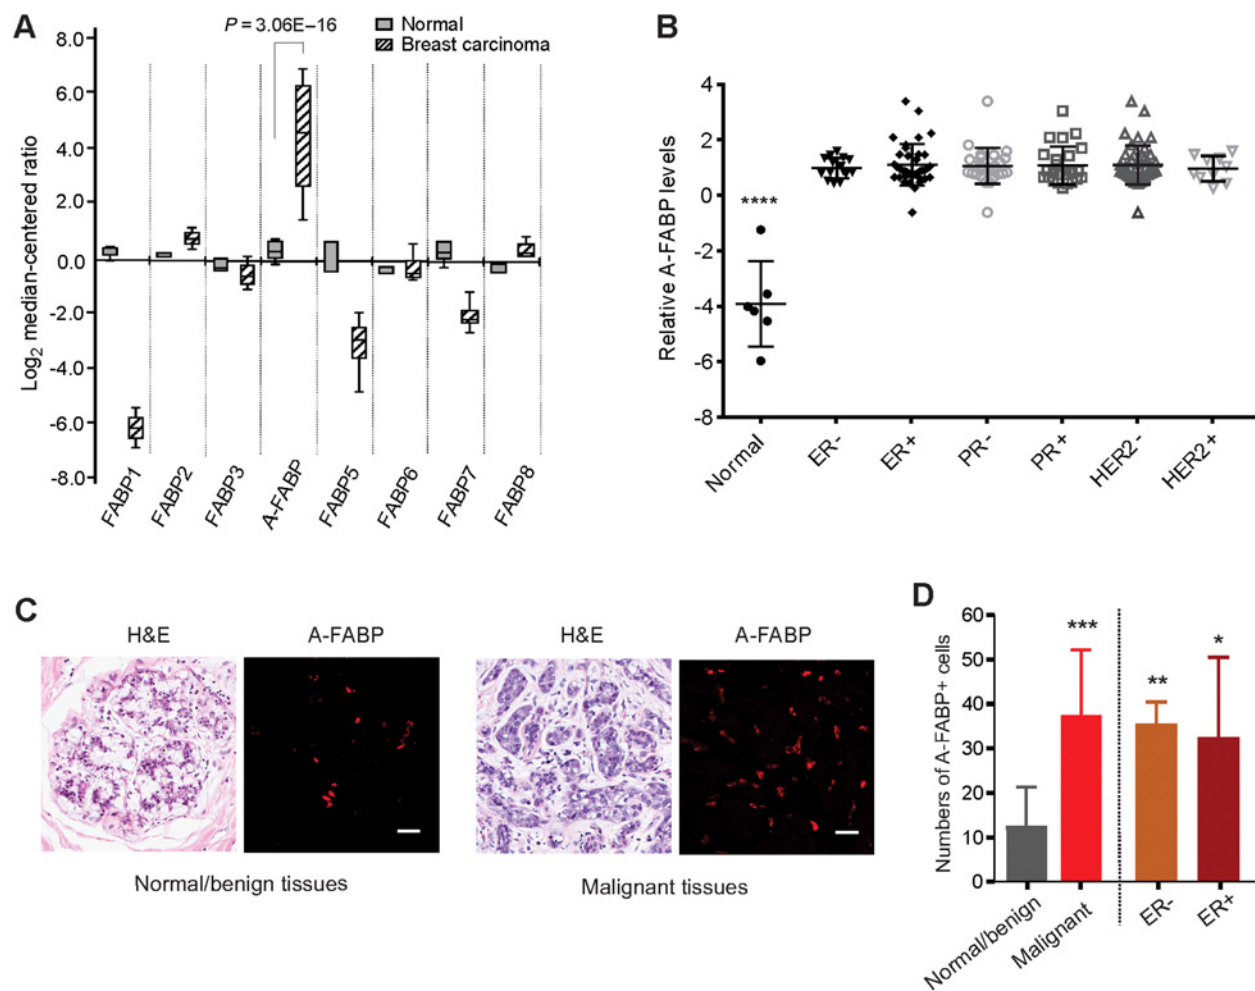 A
P = 3.06E–16
Normal
Breast carcinoma
Log2 median-centered ratio
8.0
6.0
4.0
2.0
0.0
-2.0
-4.0
-6.0
-8.0
FABP1
FABP2
FABP3
A-FABP
FABP5
FABP6
FABP7
FABP8
B
Relative A-FABP levels
4
2
0
-2
-4
-6
-8
****
Normal
ER-
ER+
PR-
PR+
HER2-
HER2+
C
H&E
A-FABP
H&E
A-FABP
Normal/benign tissues
Malignant tissues
D
Numbers of A-FABP+ cells
60
50
40
30
20
10
0
***
**
*
Normal/benign
Malignant
ER-
ER+